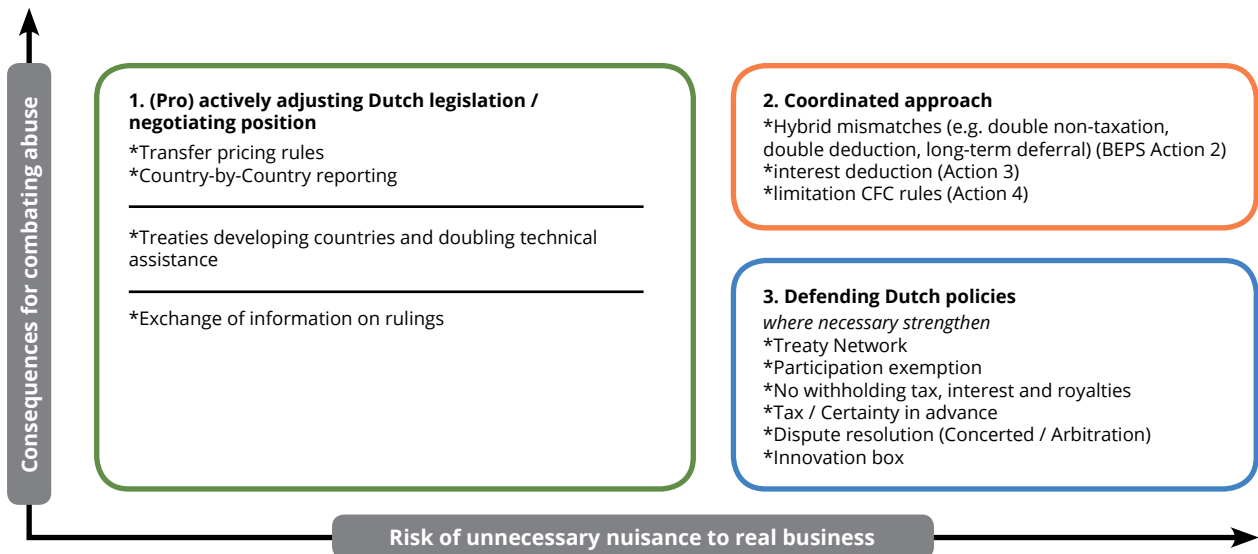 Consequences for combating abuse
1. (Pro) actively adjusting Dutch legislation /
negotiating position
*Transfer pricing rules
*Country-by-Country reporting
*Treaties developing countries and doubling technical
assistance
*Exchange of information on rulings
2. Coordinated approach
*Hybrid mismatches (e.g. double non-taxation,
double deduction, long-term deferral) (BEPS Action 2)
*interest deduction (Action 3)
*limitation CFC rules (Action 4)
3. Defending Dutch policies
where necessary strengthen
*Treaty Network
*Participation exemption
*No withholding tax, interest and royalties
*Tax / Certainty in advance
*Dispute resolution (Concerted / Arbitration)
*Innovation box
Risk of unnecessary nuisance to real business